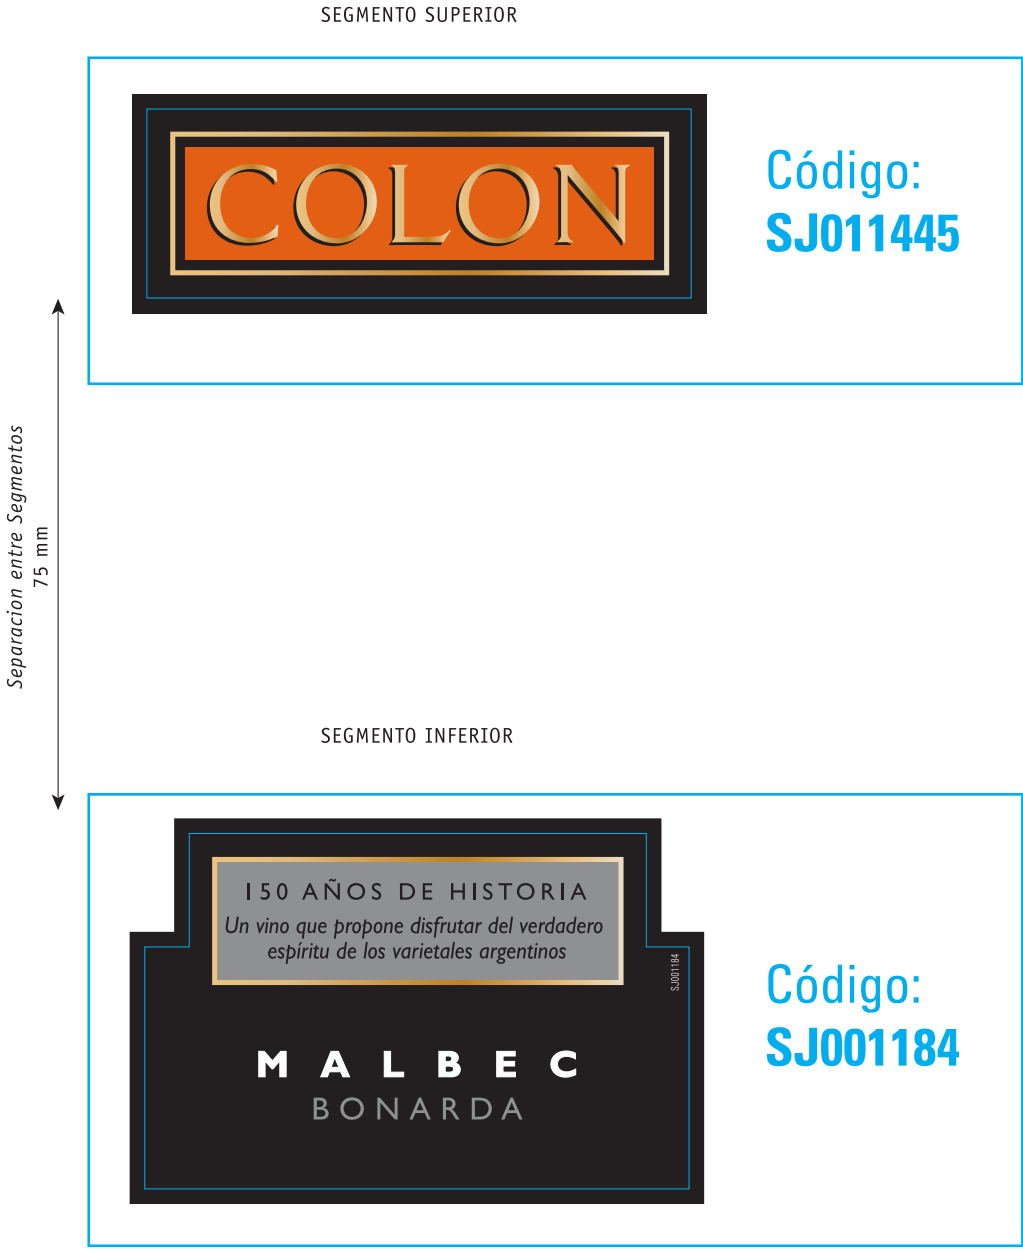 SEGMENTO SUPERIOR
COLON
Código:
SJ011445
Separacion entre Segmentos
75 mm
SEGMENTO INFERIOR
150 AÑOS DE HISTORIA
Un vino que propone disfrutar del verdadero
espíritu de los varietales argentinos
SJ001184
MALBEC
BONARDA
Código:
SJ001184